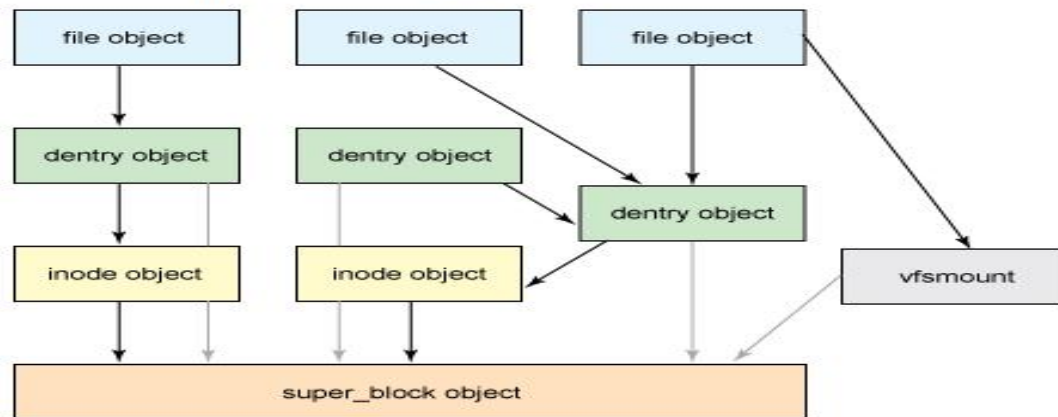 file object
file object
file object
dentry object
dentry object
dentry object
inode object
inode object
vfsmount
super_block object